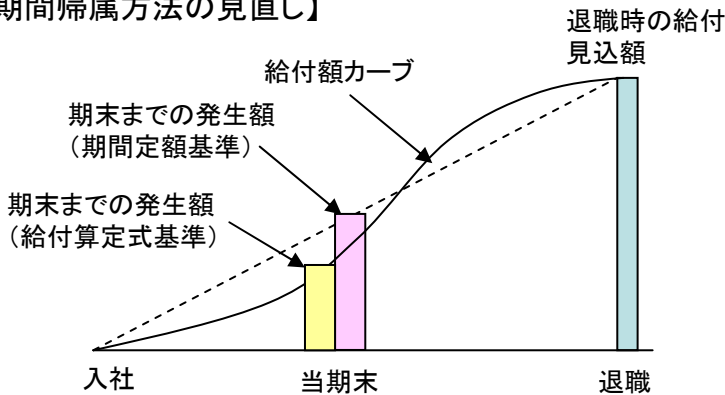 期間帰属方法の見直し】
退職時の給付
見込額
給付額カーブ
期末までの発生額
（期間定額基準）
期末までの発生額
（給付算定式基準）
入社
当期末
退職